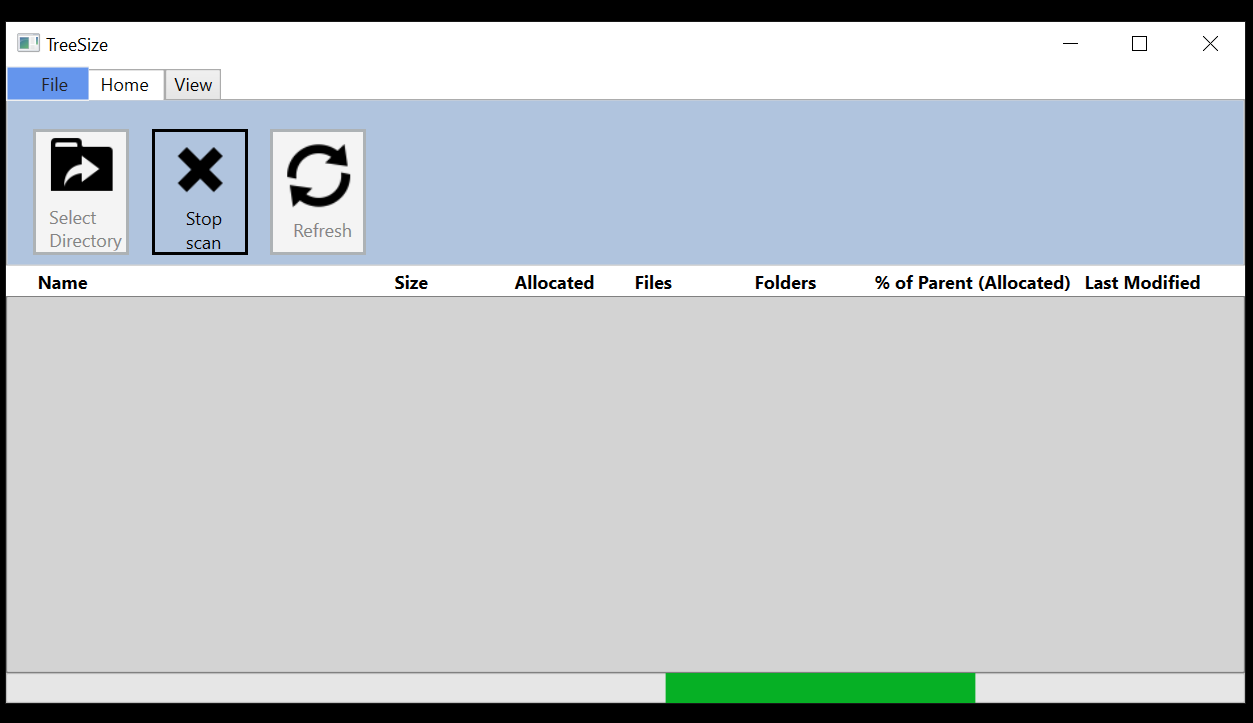 TreeSize
File Home View
Select Directory
Stop scan
Refresh
Name Size Allocated Files Folders % of Parent (Allocated) Last Modified